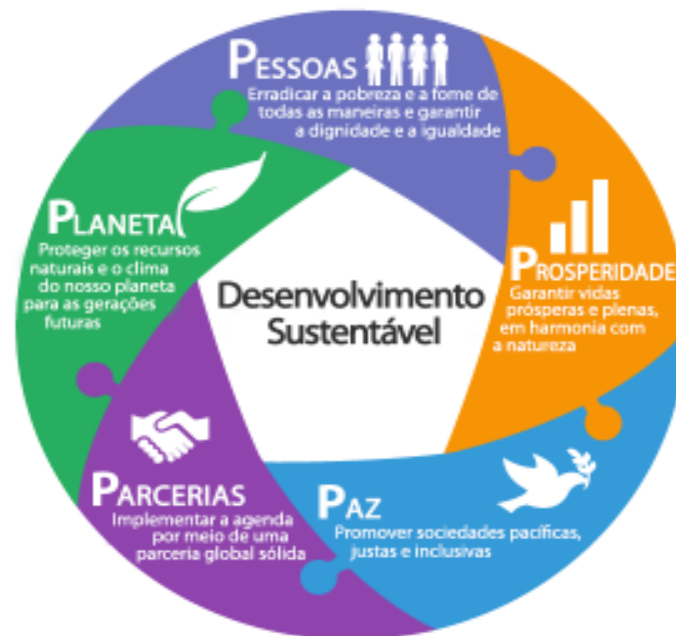 PESSOAS
Erradicar a pobreza e a fome de
todas as maneiras e garantir
a dignidade e a igualdade
PLANETA
Proteger os recursos
naturais e o clima
do nosso planeta
para as gerações
futuras
PROSPERIDADE
Garantir vidas
prósperas e plenas,
em harmonia com
a natureza
Desenvolvimento
Sustentável
PARCERIAS
Implementar a agenda
por meio de uma
parceria global sólida
PAZ
Promover sociedades pacíficas,
justas e inclusivas